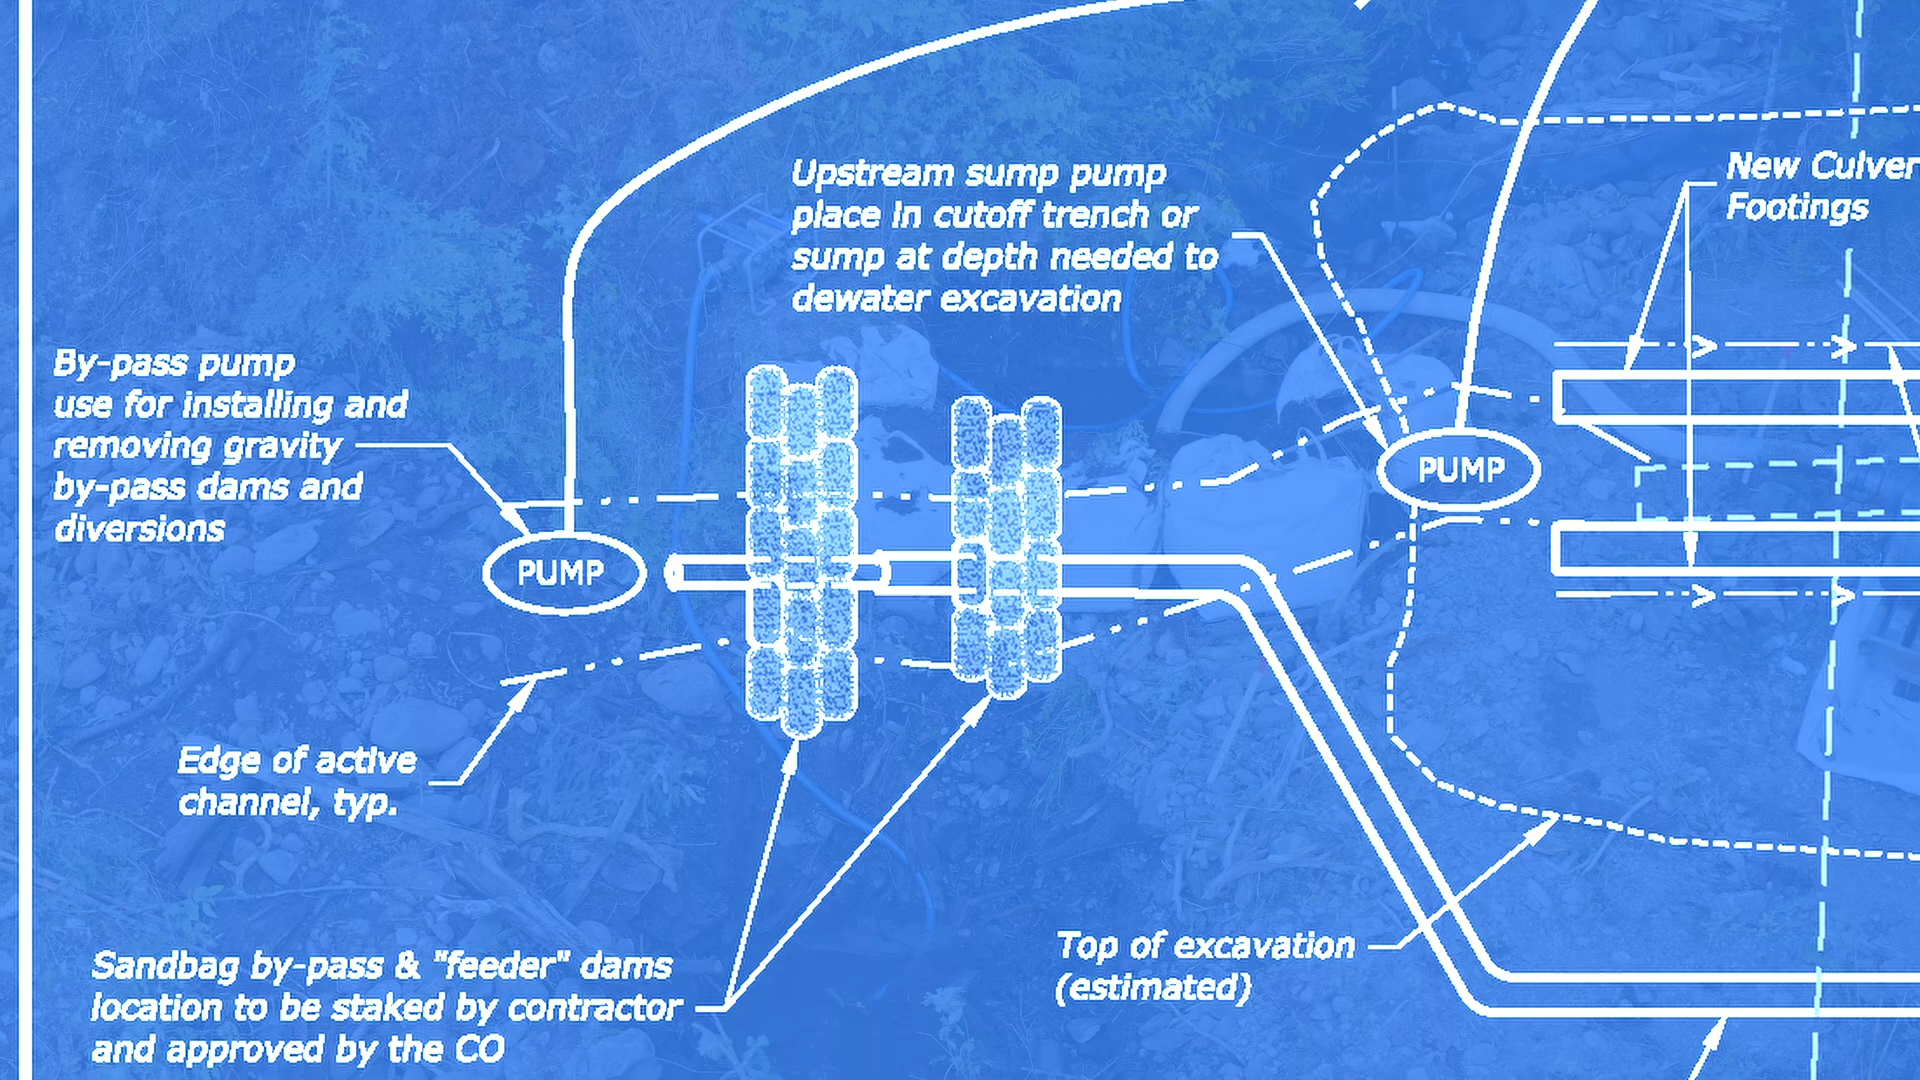 Upstream sump pump
place in cutoff trench or
sump at depth needed to
dewater excavation
New Culver
Footings
By-pass pump
use for installing and
removing gravity
by-pass dams and
diversions
PUMP
PUMP
Edge of active
channel, typ.
Sandbag by-pass & "feeder" dams
location to be staked by contractor
and approved by the CO
Top of excavation
(estimated)